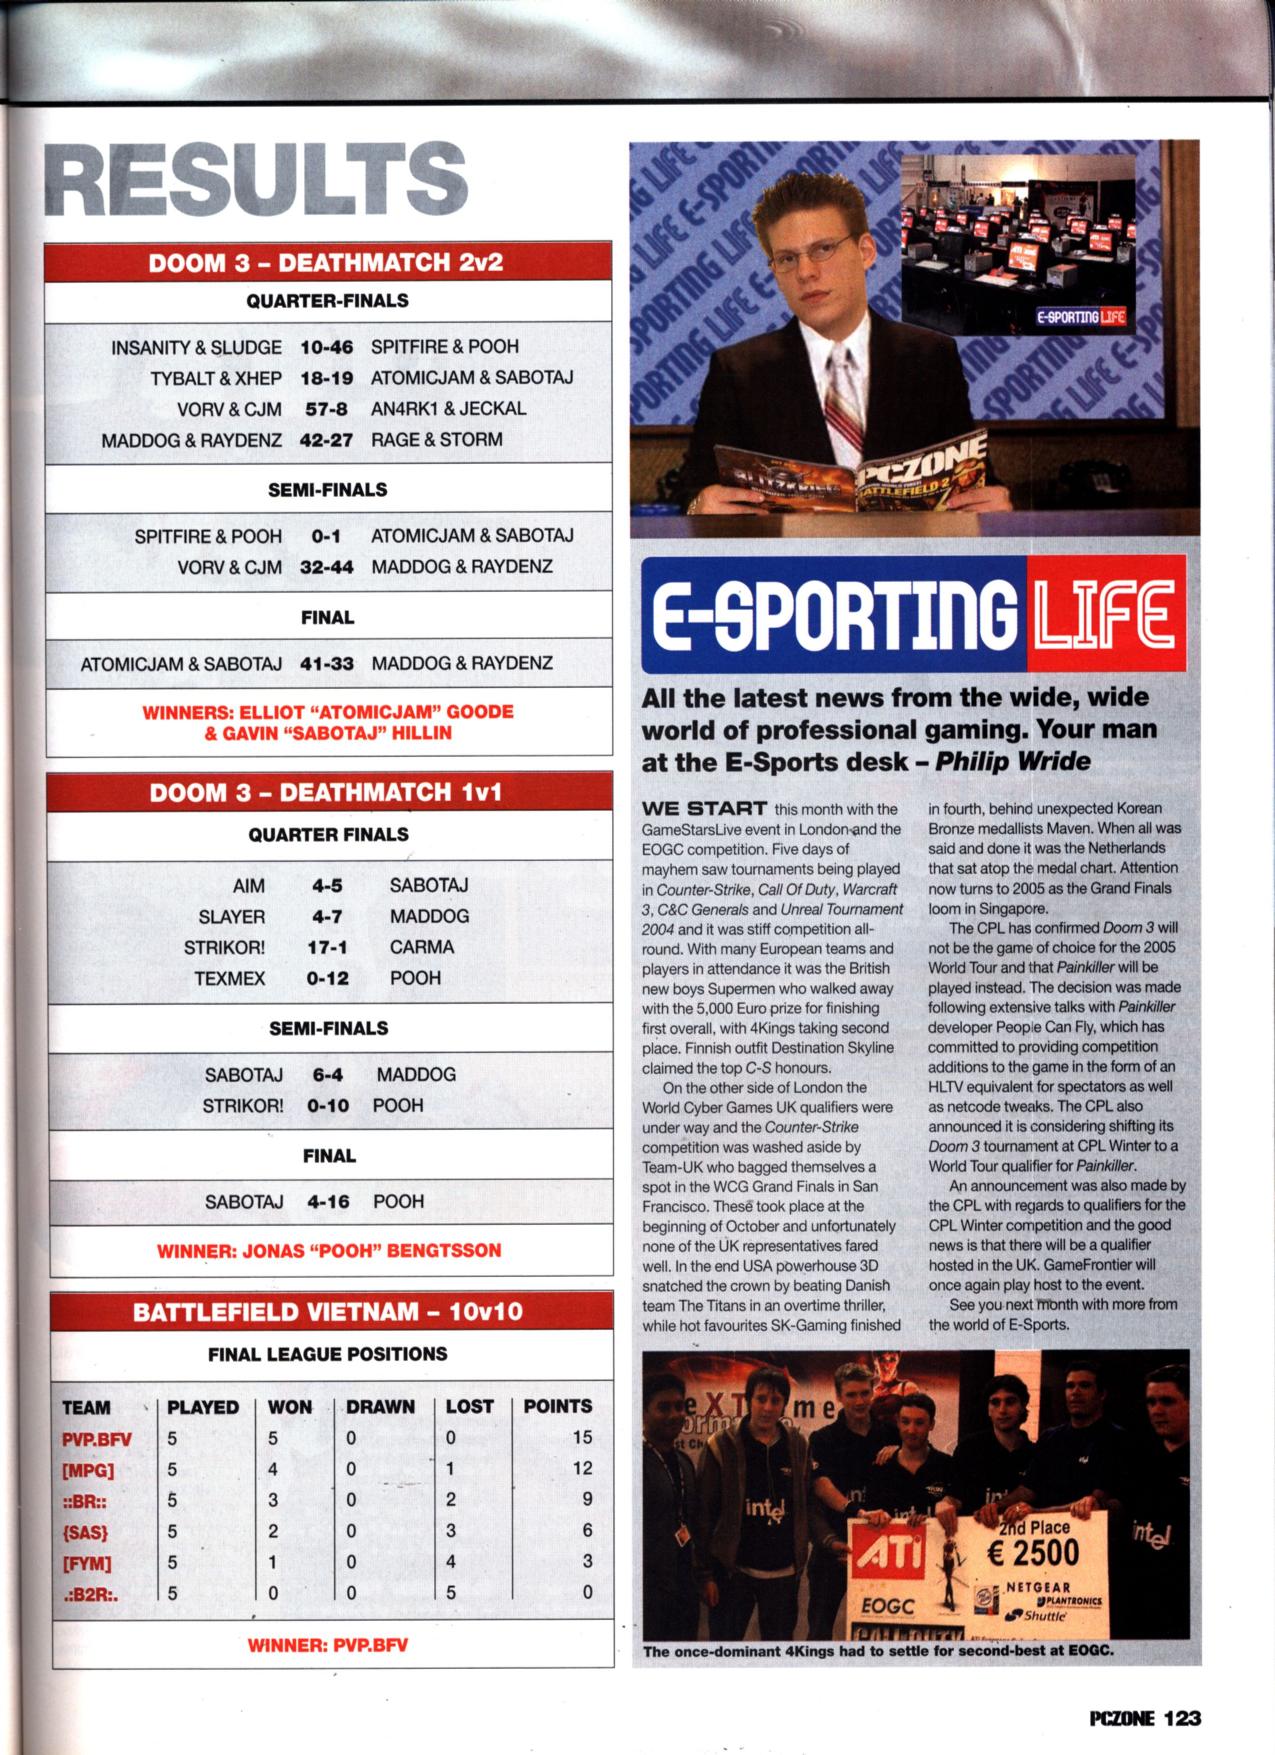 RESULTS
DOOM 3 – DEATHMATCH 2v2
QUARTER-FINALS
INSANITY & SLUDGE 10-46 SPITFIRE & POOH
TYBALT & XHEP 18-19 ATOMICJAM & SABOTAJ
VORV & CJM 57-8 AN4RK1 & JECKAL
MADDOG & RAYDENZ 42-27 RAGE & STORM
SEMI-FINALS
SPITFIRE & POOH 0-1 ATOMICJAM & SABOTAJ
VORV & CJM 32-44 MADDOG & RAYDENZ
FINAL
ATOMICJAM & SABOTAJ 41-33 MADDOG & RAYDENZ
WINNERS: ELLIOT “ATOMICJAM” GOODE
& GAVIN “SABOTAJ” HILLIN
DOOM 3 – DEATHMATCH 1v1
QUARTER FINALS
AIM 4-5 SABOTAJ
SLAYER 4-7 MADDOG
STRIKOR! 17-1 CARMA
TEXMEX 0-12 POOH
SEMI-FINALS
SABOTAJ 6-4 MADDOG
STRIKOR! 0-10 POOH
FINAL
SABOTAJ 4-16 POOH
WINNER: JONAS “POOH” BENGTSSON
BATTLEFIELD VIETNAM – 10v10
FINAL LEAGUE POSITIONS
TEAM PLAYED WON DRAWN LOST POINTS
PVP.BFV 5 5 0 0 15
[MPG] 5 4 0 1 12
::BR:: 5 3 0 2 9
{SAS} 5 2 0 3 6
[FYM] 5 1 0 4 3
.:B2R:. 5 0 0 5 0
WINNER: PVP.BFV
E-SPORTING LIFE
PCZONE
BATTLEFIELD 2
E-SPORTING LIFE
All the latest news from the wide, wide
world of professional gaming. Your man
at the E-Sports desk – Philip Wride
WE START this month with the
GameStarsLive event in London and the
EOGC competition. Five days of
mayhem saw tournaments being played
in Counter-Strike, Call Of Duty, Warcraft
3, C&C Generals and Unreal Tournament
2004 and it was stiff competition all-
round. With many European teams and
players in attendance it was the British
new boys Supermen who walked away
with the 5,000 Euro prize for finishing
first overall, with 4Kings taking second
place. Finnish outfit Destination Skyline
claimed the top C-S honours.
On the other side of London the
World Cyber Games UK qualifiers were
under way and the Counter-Strike
competition was washed aside by
Team-UK who bagged themselves a
spot in the WCG Grand Finals in San
Francisco. These took place at the
beginning of October and unfortunately
none of the UK representatives fared
well. In the end USA powerhouse 3D
snatched the crown by beating Danish
team The Titans in an overtime thriller,
while hot favourites SK-Gaming finished
in fourth, behind unexpected Korean
Bronze medallists Maven. When all was
said and done it was the Netherlands
that sat atop the medal chart. Attention
now turns to 2005 as the Grand Finals
loom in Singapore.
The CPL has confirmed Doom 3 will
not be the game of choice for the 2005
World Tour and that Painkiller will be
played instead. The decision was made
following extensive talks with Painkiller
developer People Can Fly, which has
committed to providing competition
additions to the game in the form of an
HLTV equivalent for spectators as well
as netcode tweaks. The CPL also
announced it is considering shifting its
Doom 3 tournament at CPL Winter to a
World Tour qualifier for Painkiller.
An announcement was also made by
the CPL with regards to qualifiers for the
CPL Winter competition and the good
news is that there will be a qualifier
hosted in the UK. GameFrontier will
once again play host to the event.
See you next month with more from
the world of E-Sports.
intel
intel
ATi
2nd Place
€ 2500
EOGC
NETGEAR
PLANTRONICS
Shuttle
CALL OF DUTY
The once-dominant 4Kings had to settle for second-best at EOGC.
PCZONE 123